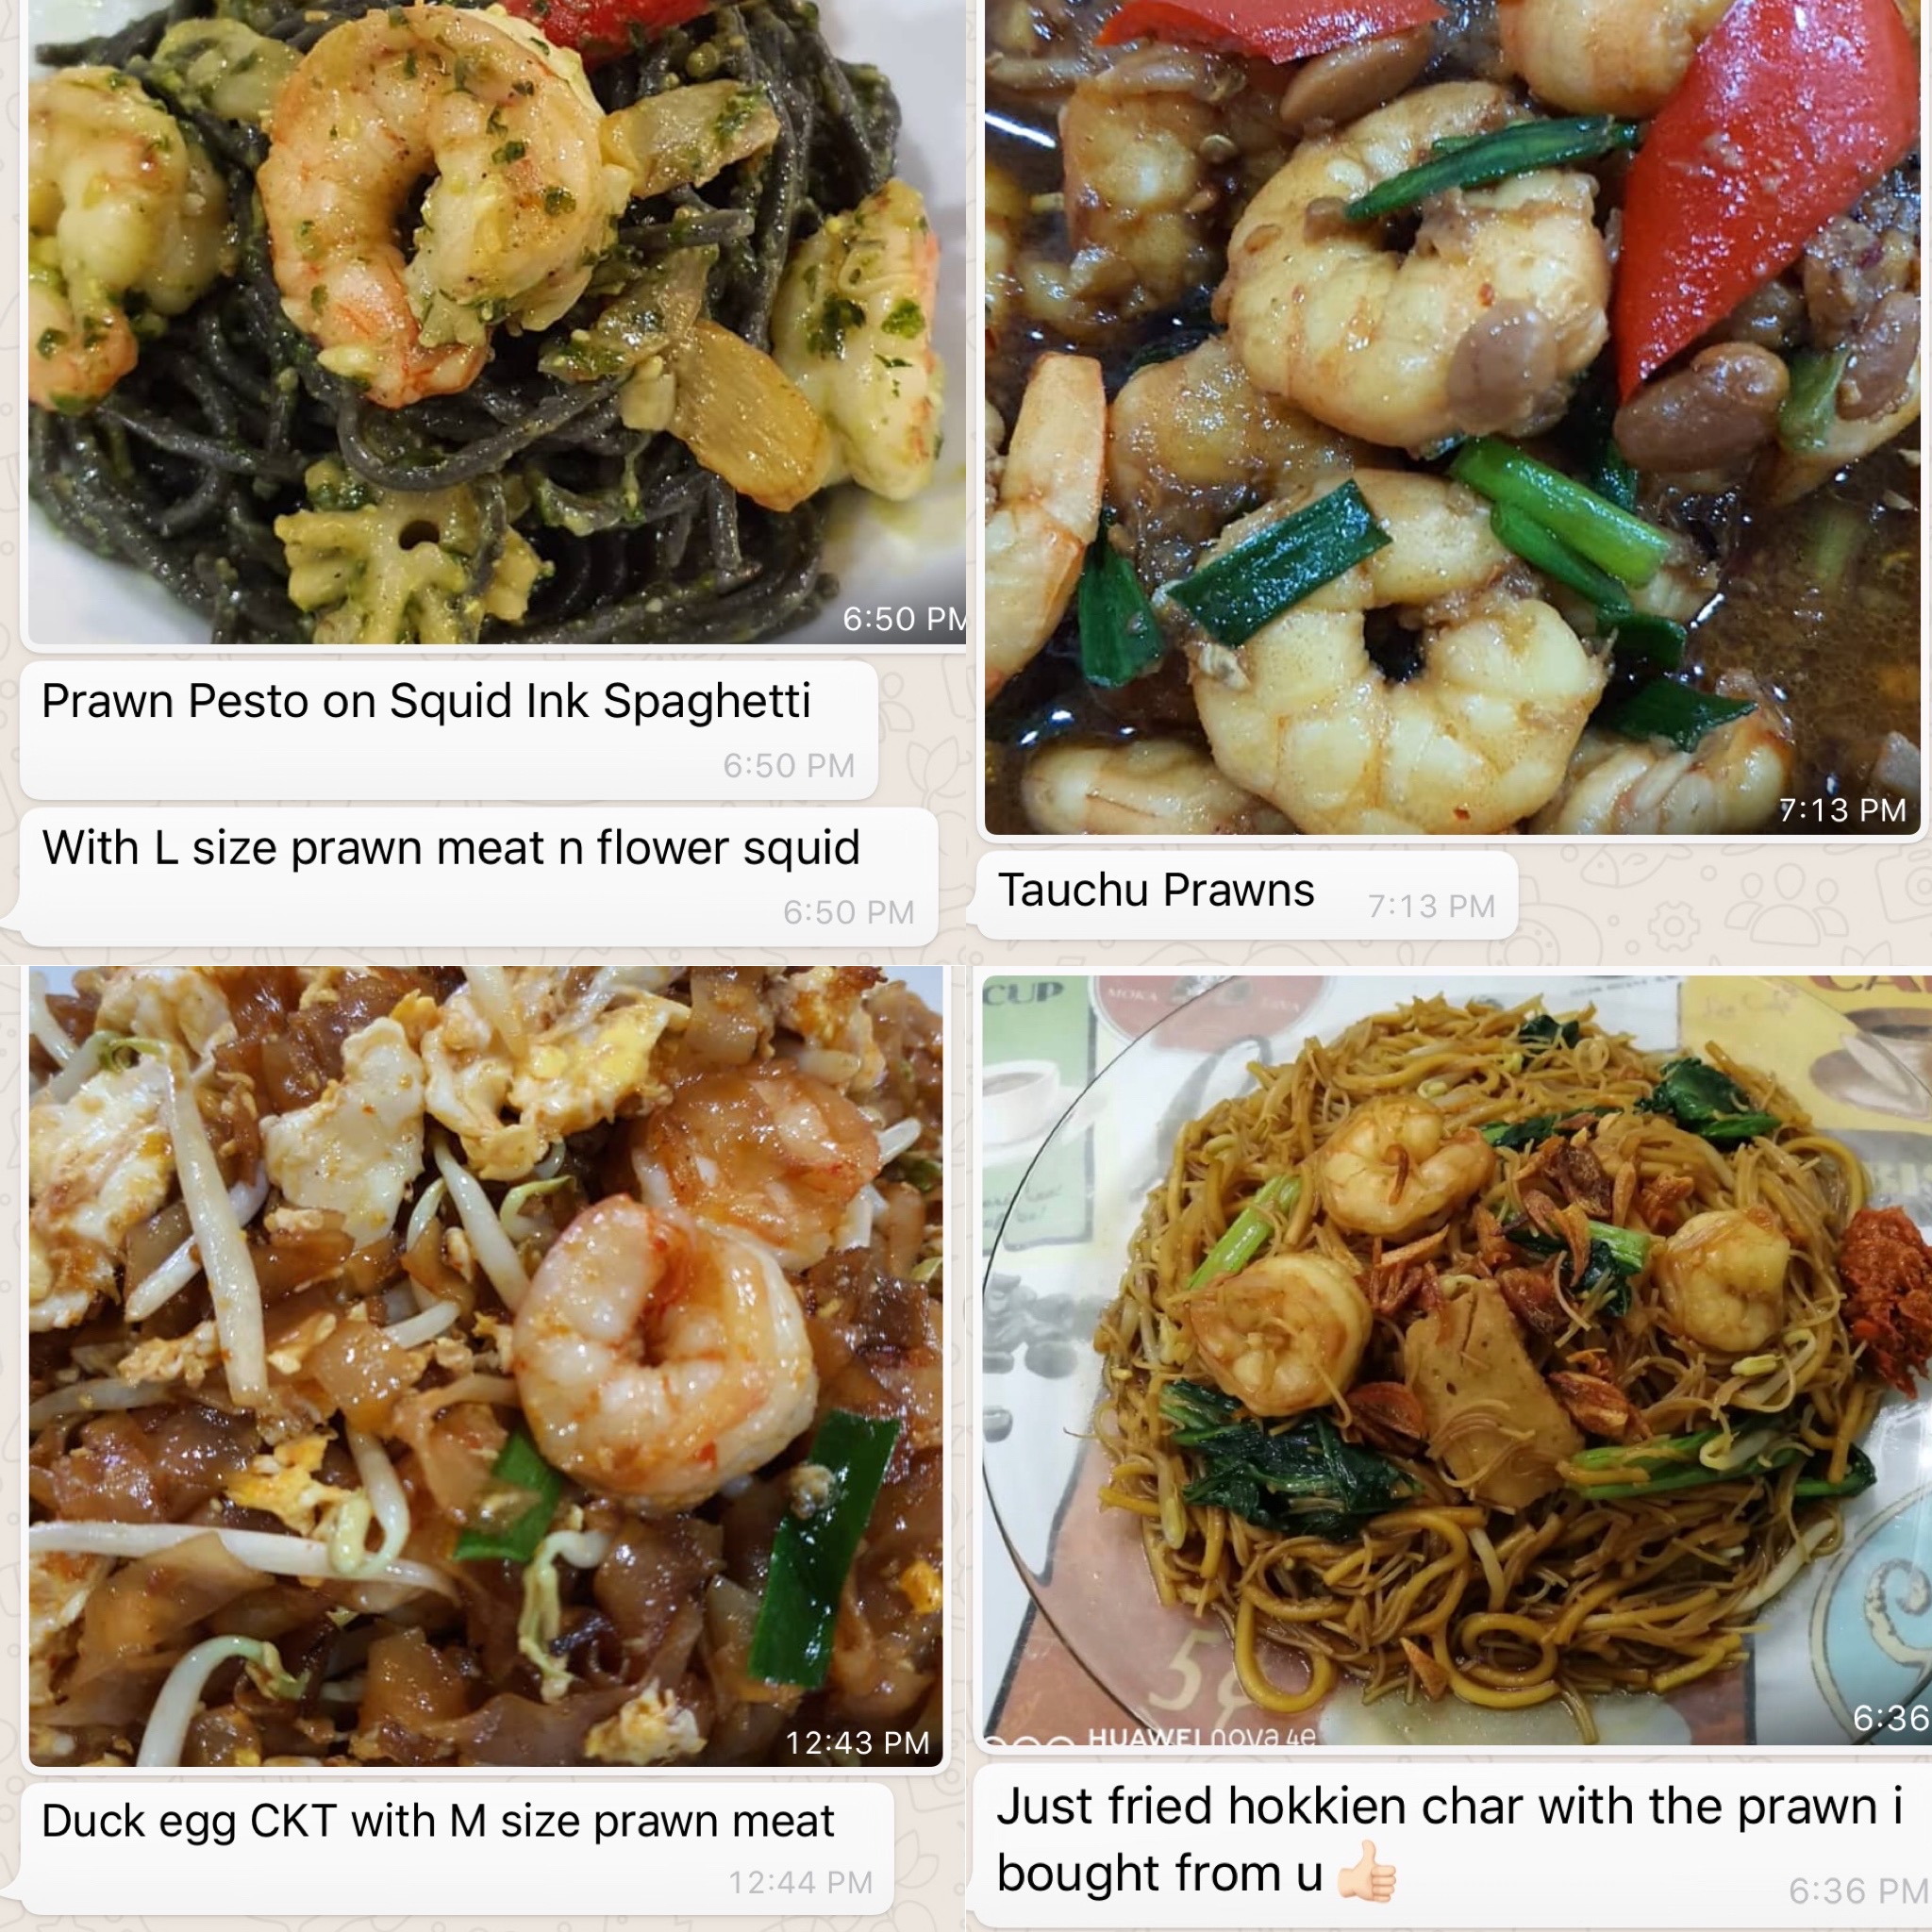 6:50 PM
Prawn Pesto on Squid Ink Spaghetti
6:50 PM
With L size prawn meat n flower squid
6:50 PM
7:13 PM
Tauchu Prawns 7:13 PM
12:43 PM
Duck egg CKT with M size prawn meat
12:44 PM
CUP
MOKA
CA
5¢
HUAWEI nova 4e
6:36
Just fried hokkien char with the prawn i
bought from u 👍🏻
6:36 PM